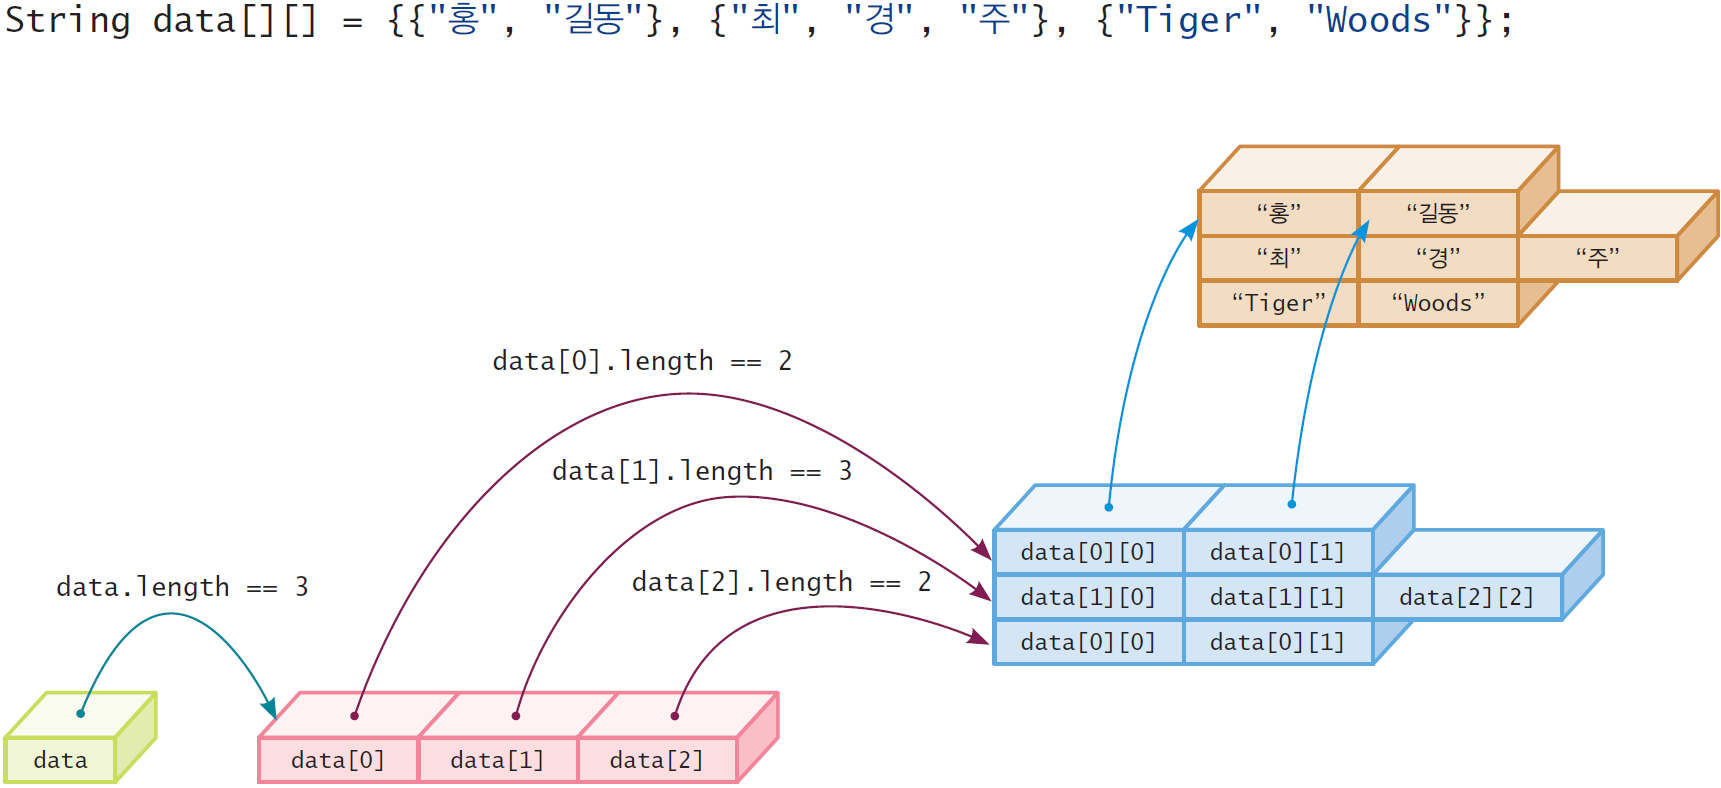 String data[][] = {{"홍", "길동"}, {"최", "경", "주"}, {"Tiger", "Woods"}};
“홍” “길동”
“최” “경” “주”
“Tiger” “Woods”
data[0].length == 2
data[1].length == 3
data[0][0] data[0][1]
data.length == 3
data[2].length == 2
data[1][0] data[1][1] data[2][2]
data[0][0] data[0][1]
data
data[0] data[1] data[2]